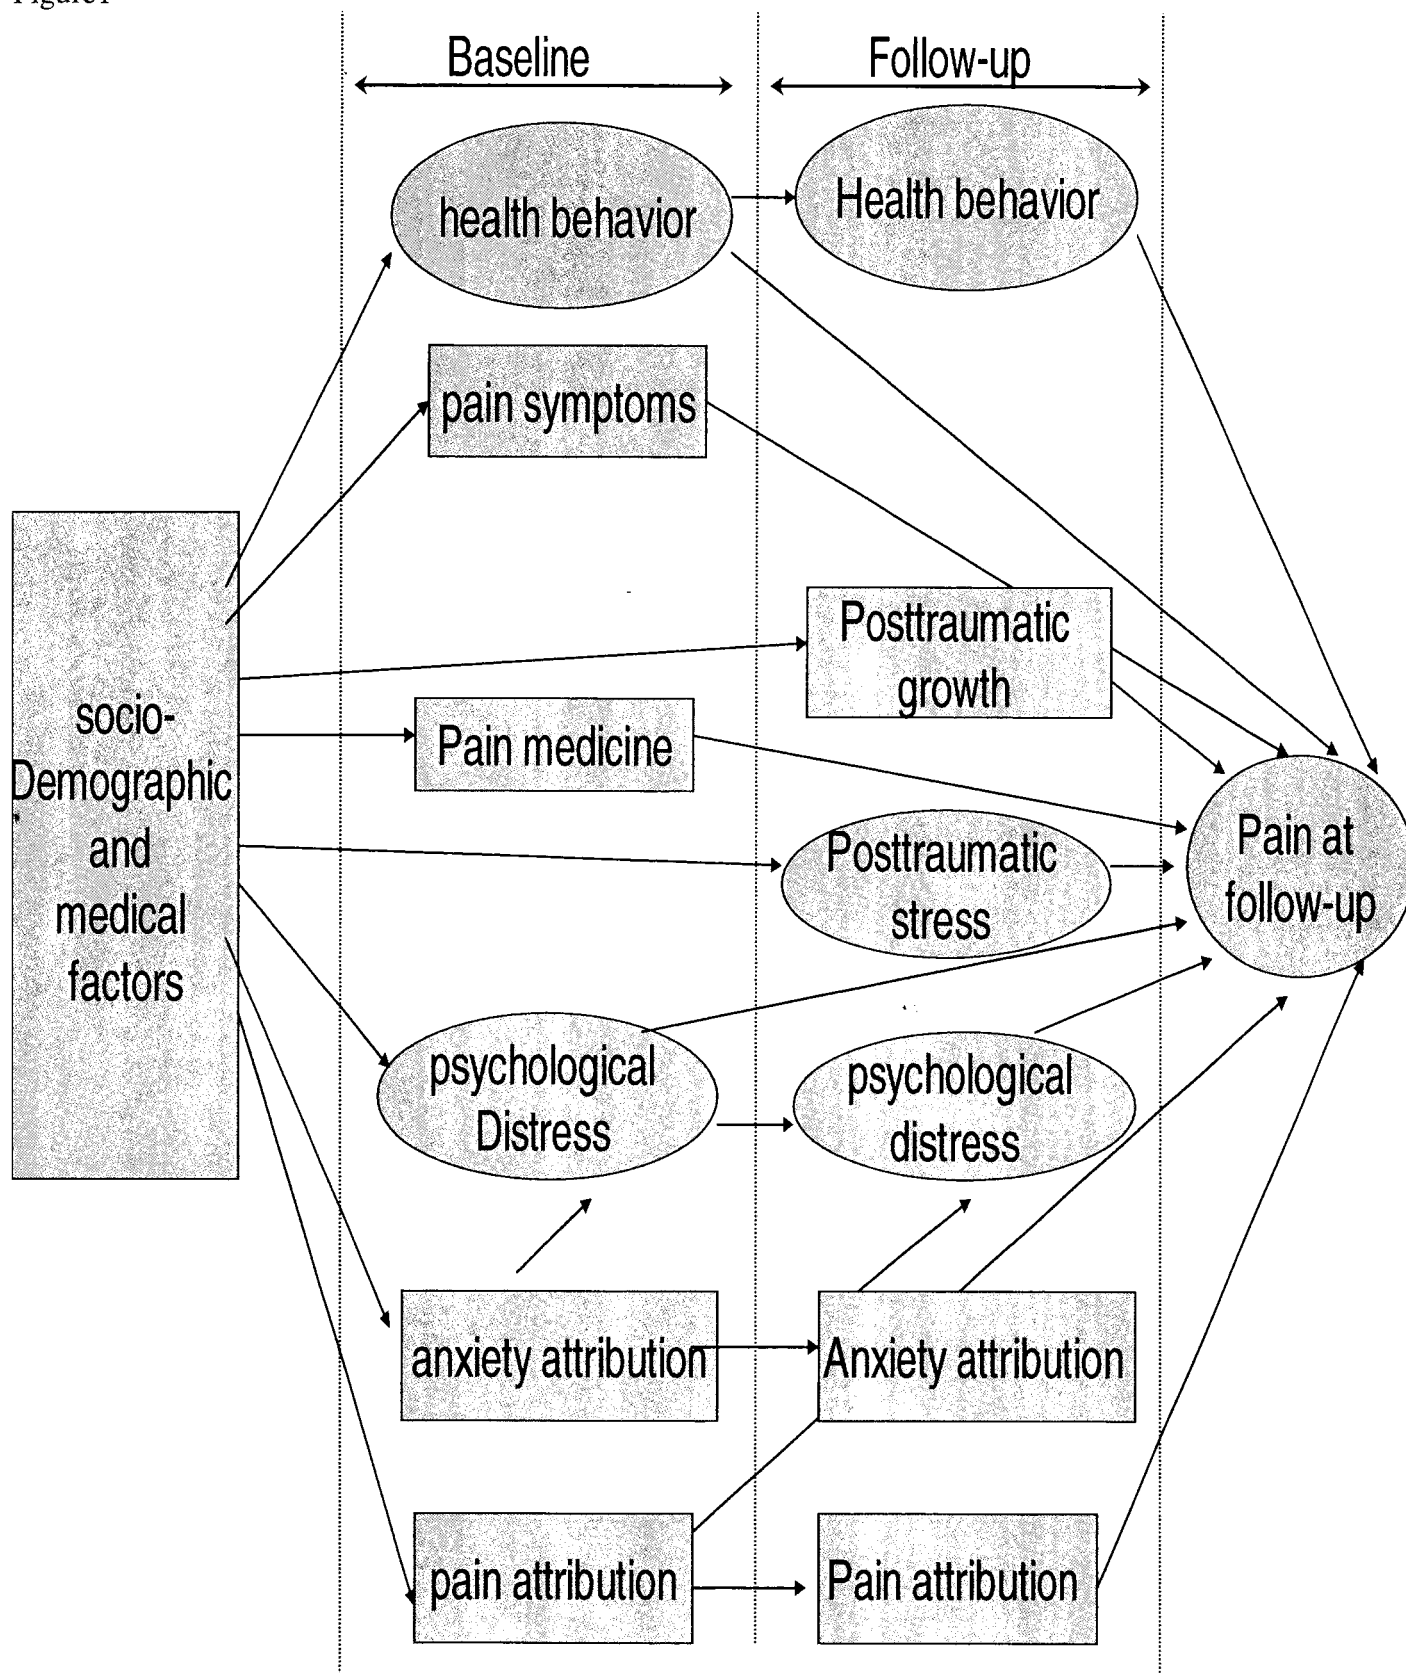 Figure1
Baseline
Follow-up
health behavior
Health behavior
pain symptoms
Posttraumatic
growth
socio-
Demographic
and
medical
factors
Pain medicine
Posttraumatic
stress
Pain at
follow-up
psychological
Distress
psychological
distress
anxiety attribution
Anxiety attribution
pain attribution
Pain attribution